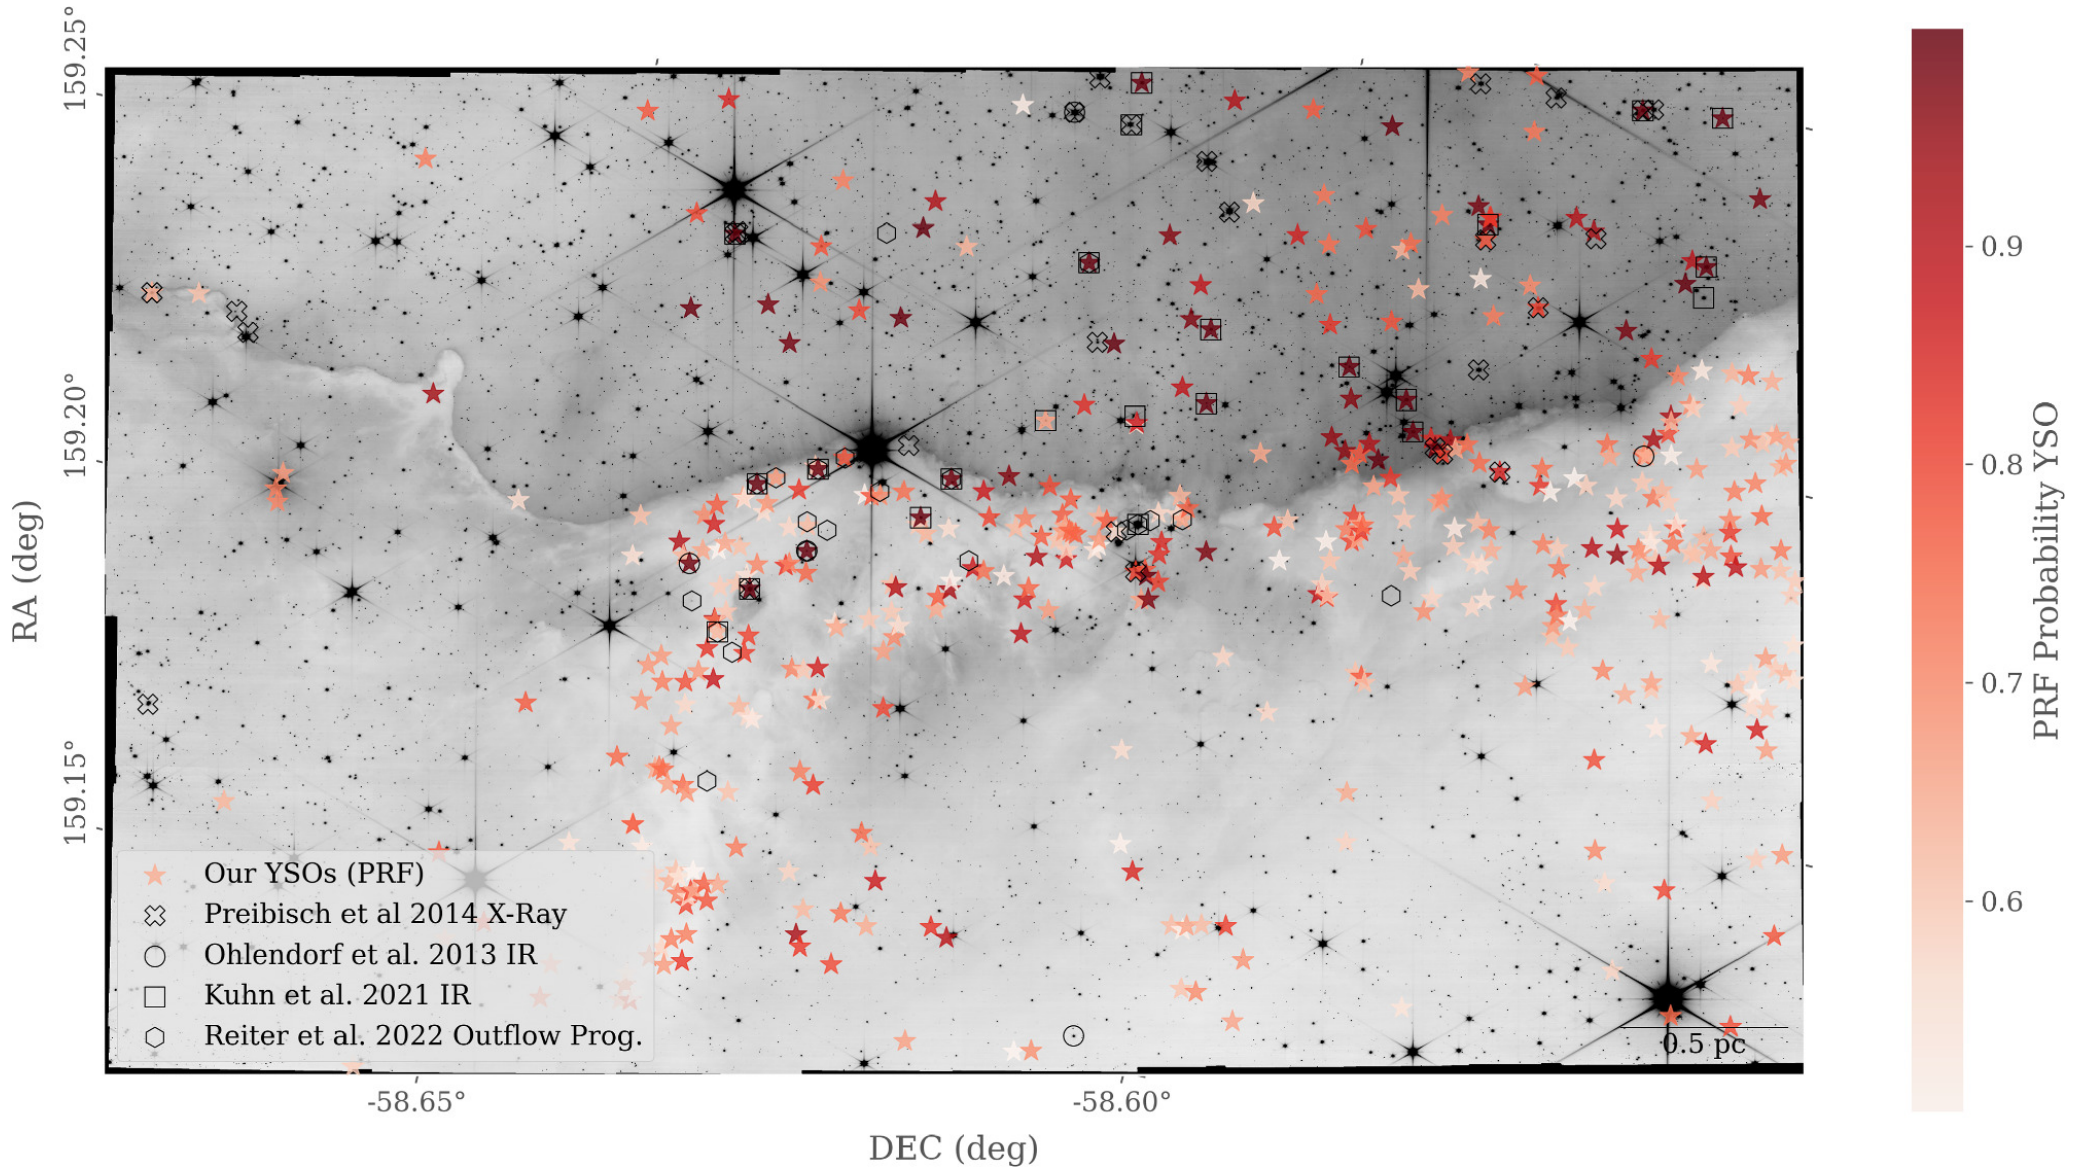 159.25°
159.20°
159.15°
RA (deg)
-58.65°
-58.60°
DEC (deg)
Our YSOs (PRF)
Preibisch et al 2014 X-Ray
Ohlendorf et al. 2013 IR
Kuhn et al. 2021 IR
Reiter et al. 2022 Outflow Prog.
0.5 pc
0.9
0.8
0.7
0.6
PRF Probability YSO